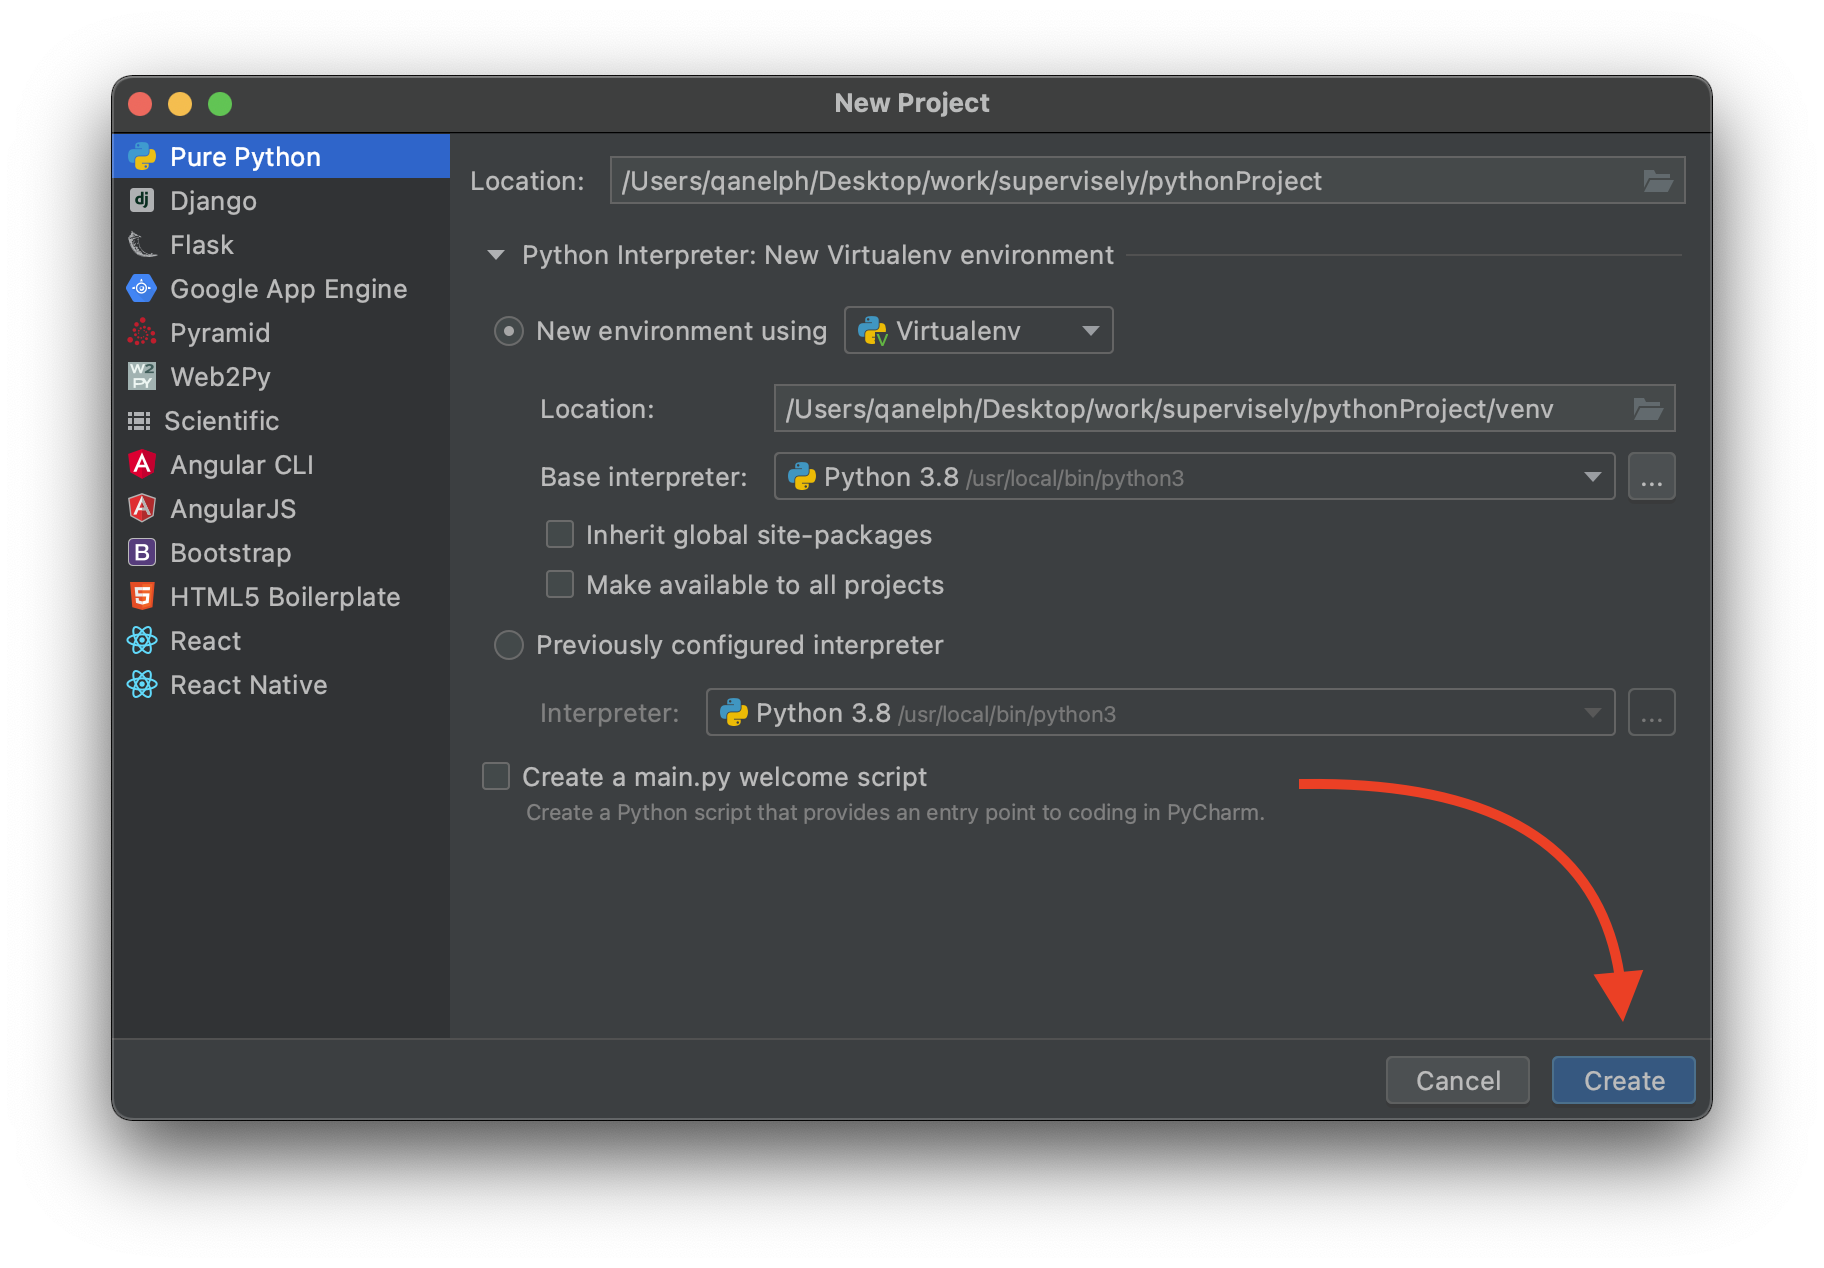 New Project
Pure Python
dj Django
Flask
Google App Engine
Pyramid
W2 PY Web2Py
Scientific
A Angular CLI
A AngularJS
B Bootstrap
5 HTML5 Boilerplate
React
React Native
Location: /Users/qanelph/Desktop/work/supervisely/pythonProject
Python Interpreter: New Virtualenv environment
New environment using V Virtualenv
Location: /Users/qanelph/Desktop/work/supervisely/pythonProject/venv
Base interpreter: Python 3.8 /usr/local/bin/python3 ...
Inherit global site-packages
Make available to all projects
Previously configured interpreter
Interpreter: Python 3.8 /usr/local/bin/python3 ...
Create a main.py welcome script
Create a Python script that provides an entry point to coding in PyCharm.
Cancel Create